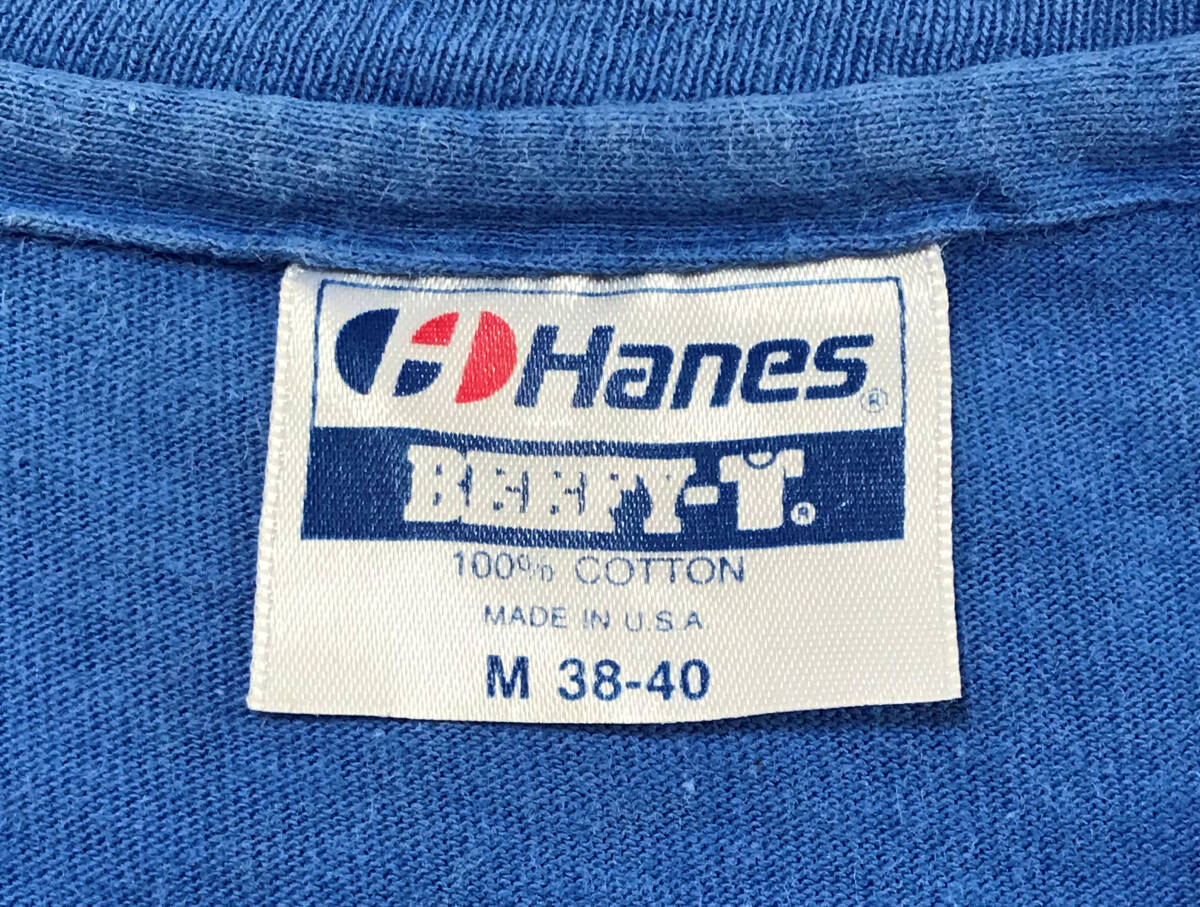 Hanes®
BEEFY-T®
100% COTTON
MADE IN U.S.A
M 38-40